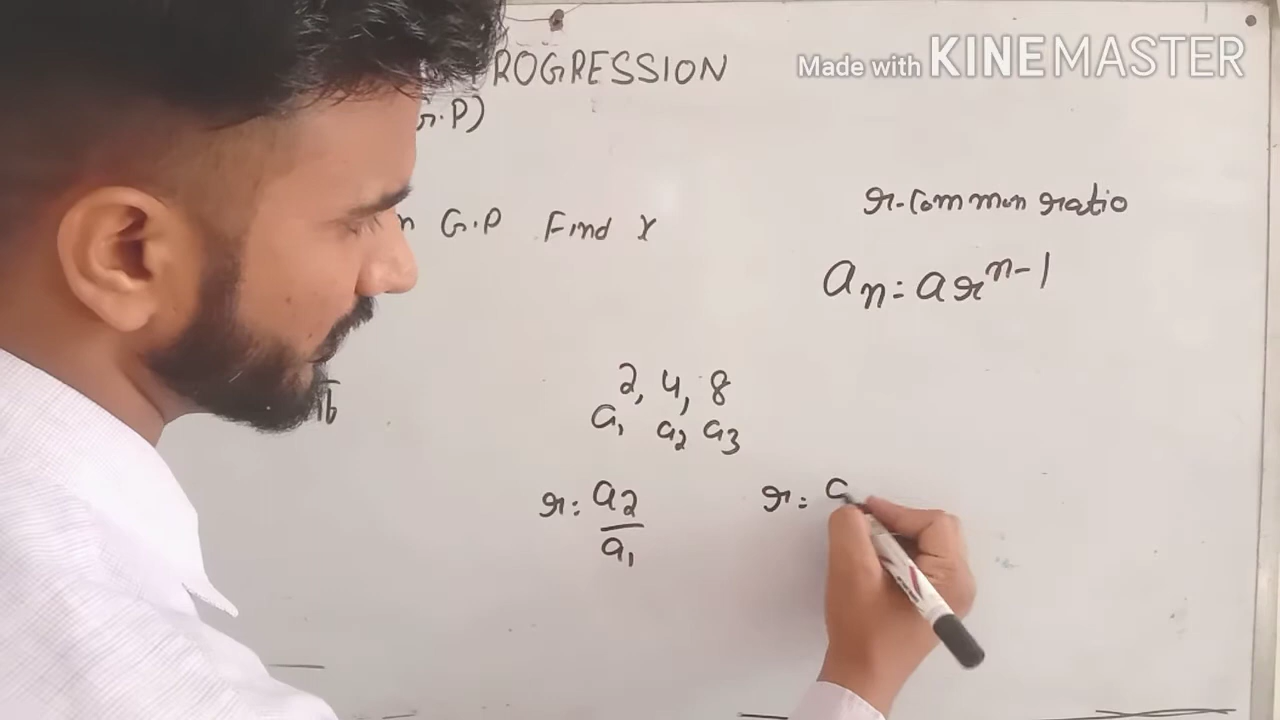 ROGRESSION
Made with KINEMASTER
G.P)
r-Common ratio
n G.P Find x
aₙ = arⁿ⁻¹
2, 4, 8
a₁ a₂ a₃
r = a₂/a₁ r = a